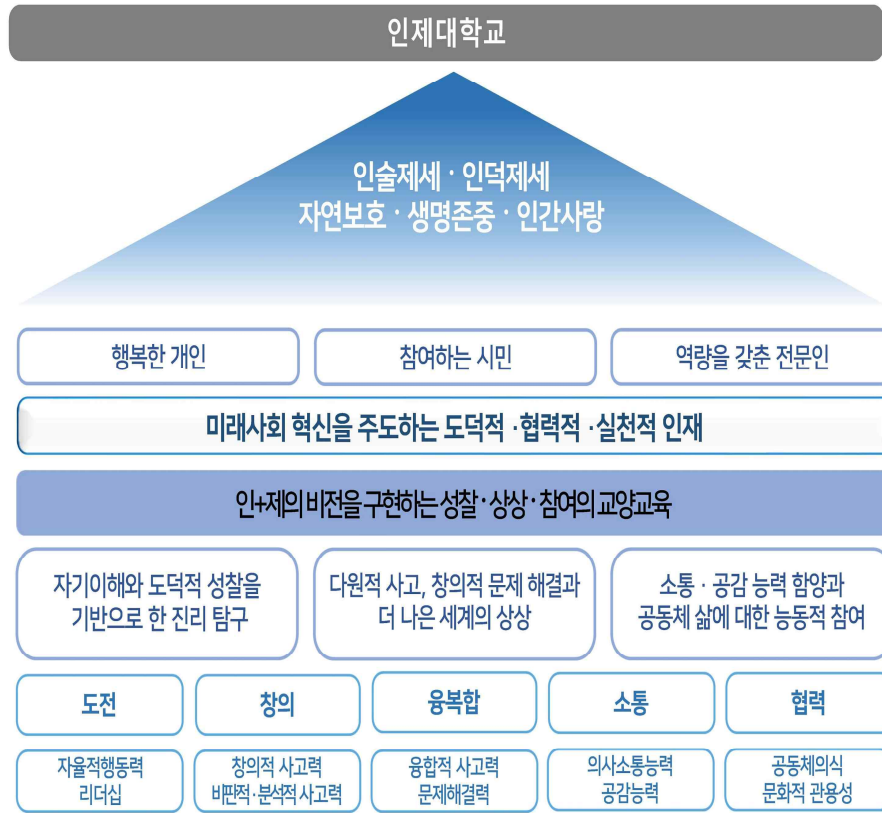 인제대학교
인술제세 · 인덕제세
자연보호 · 생명존중 · 인간사랑
행복한 개인
참여하는 시민
역량을 갖춘 전문인
미래사회 혁신을 주도하는 도덕적 ·협력적 ·실천적 인재
인+제의 비전을 구현하는 성찰·상상·참여의 교양교육
자기이해와 도덕적 성찰을
기반으로 한 진리 탐구
다원적 사고, 창의적 문제 해결과
더 나은 세계의 상상
소통 · 공감 능력 함양과
공동체 삶에 대한 능동적 참여
도전
창의
융복합
소통
협력
자율적행동력
리더십
창의적 사고력
비판적·분석적 사고력
융합적 사고력
문제해결력
의사소통능력
공감능력
공동체의식
문화적 관용성